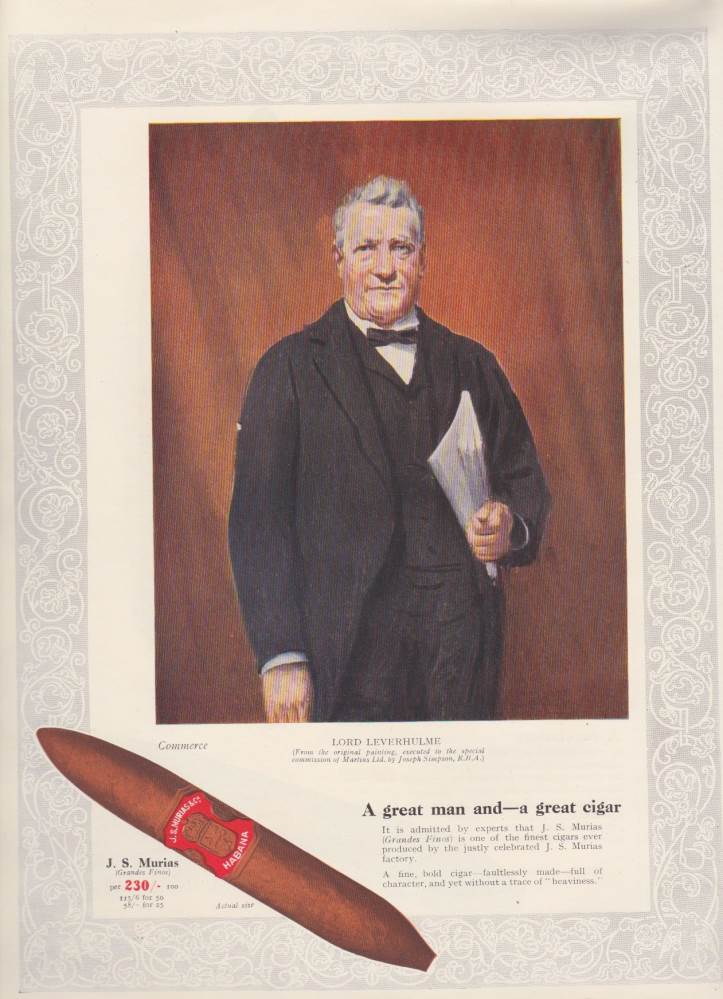 Commerce
LORD LEVERHULME
(From the original painting, executed to the special
commission of Martins Ltd. by Joseph Simpson, R.B.A.)
A great man and—a great cigar
It is admitted by experts that J. S. Murias
(Grandes Finos) is one of the finest cigars ever
produced by the justly celebrated J. S. Murias
factory.
A fine, bold cigar—faultlessly made—full of
character, and yet without a trace of "heaviness."
J.S.MURIAS & Co.
HABANA
J. S. Murias
(Grandes Finos)
per 230/- 100
115/6 for 50
58/- for 25
Actual size